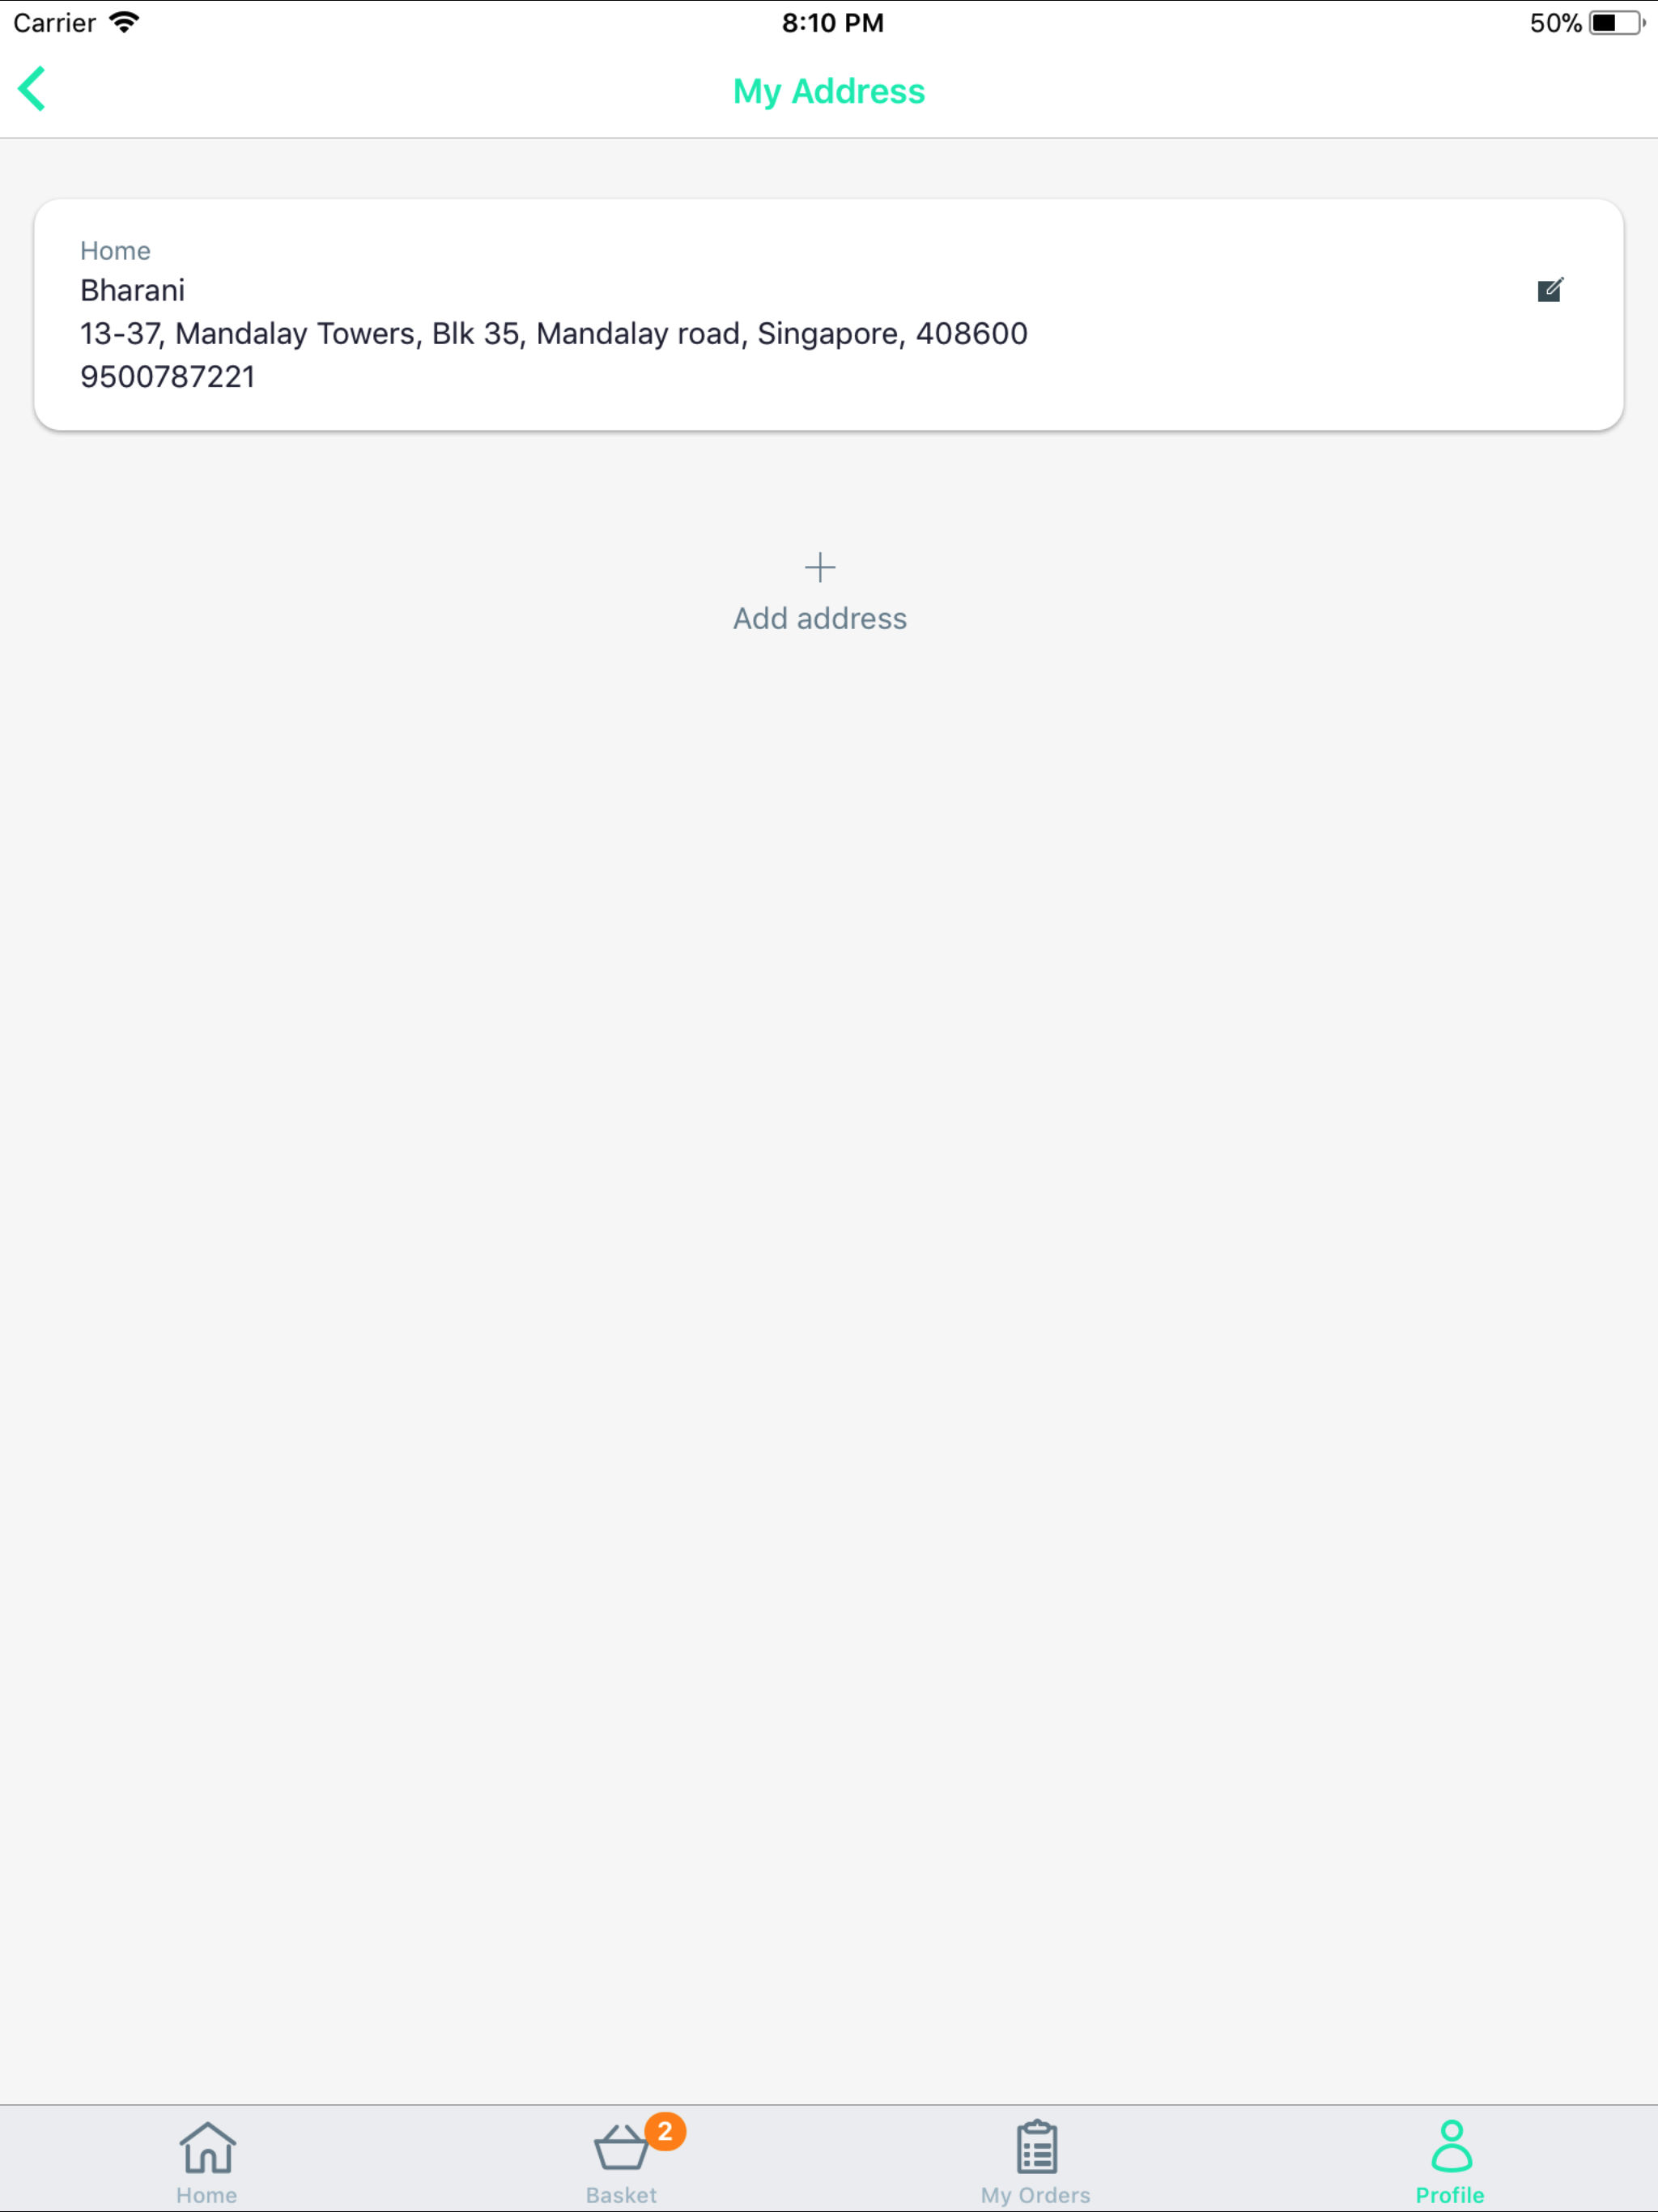 Carrier 8:10 PM 50%
My Address
Home
Bharani
13-37, Mandalay Towers, Blk 35, Mandalay road, Singapore, 408600
9500787221
Add address
2
Home Basket My Orders Profile